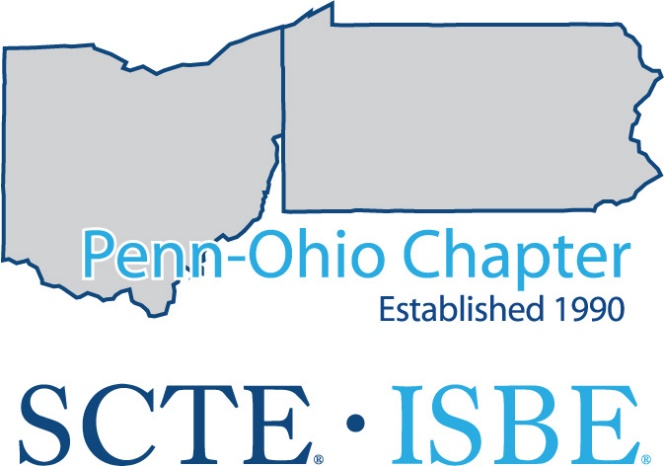 Penn-Ohio Chapter
Established 1990
SCTE® • ISBE®